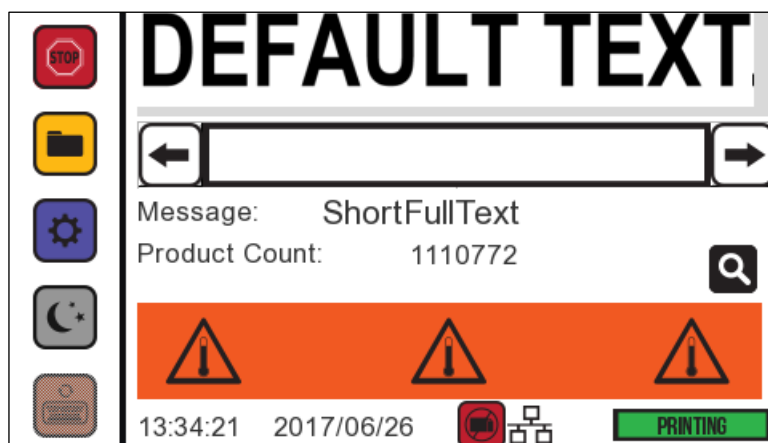 STOP
DEFAULT TEXT.
Message: ShortFullText
Product Count: 1110772
13:34:21 2017/06/26 PRINTING